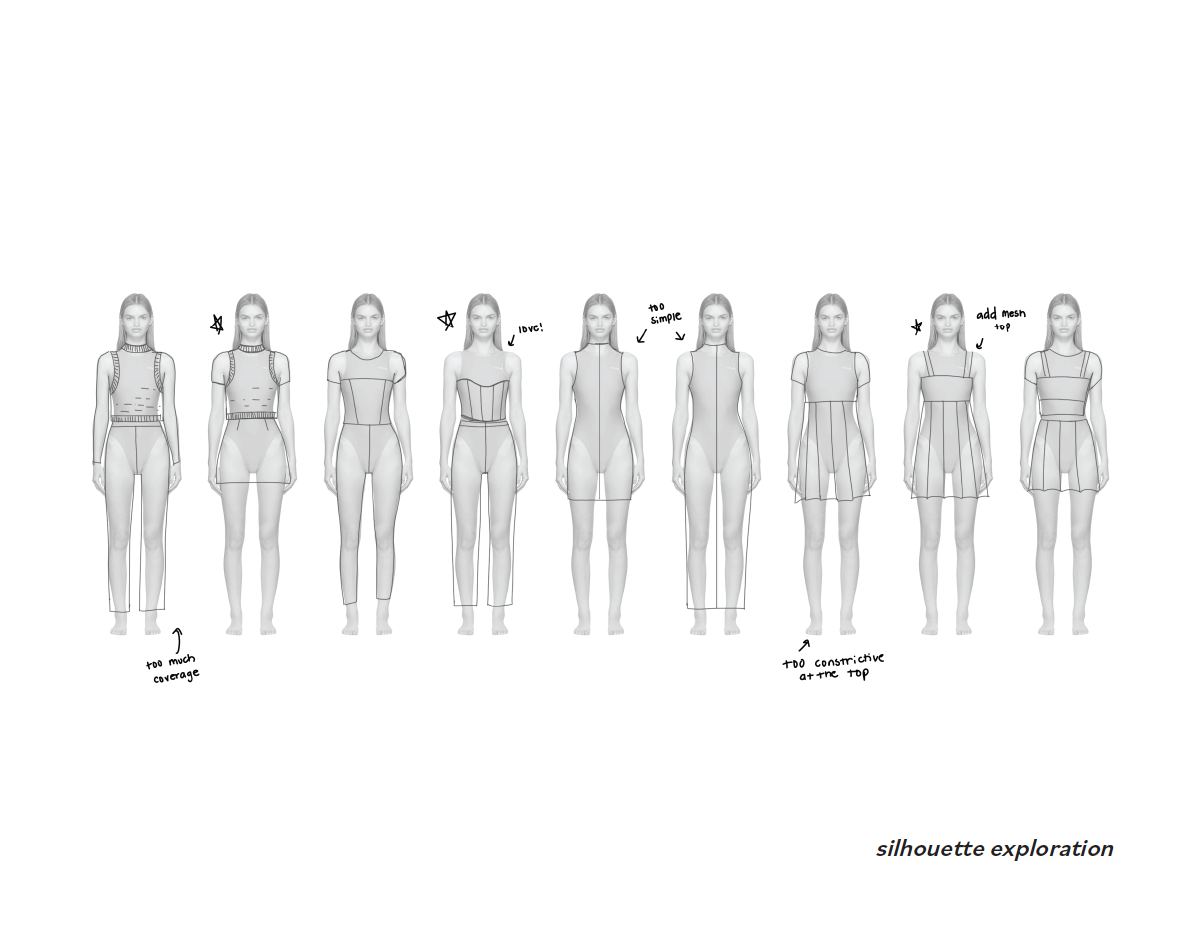 love!
too
simple
add mesh
top
too much
coverage
too constrictive
at the top
silhouette exploration